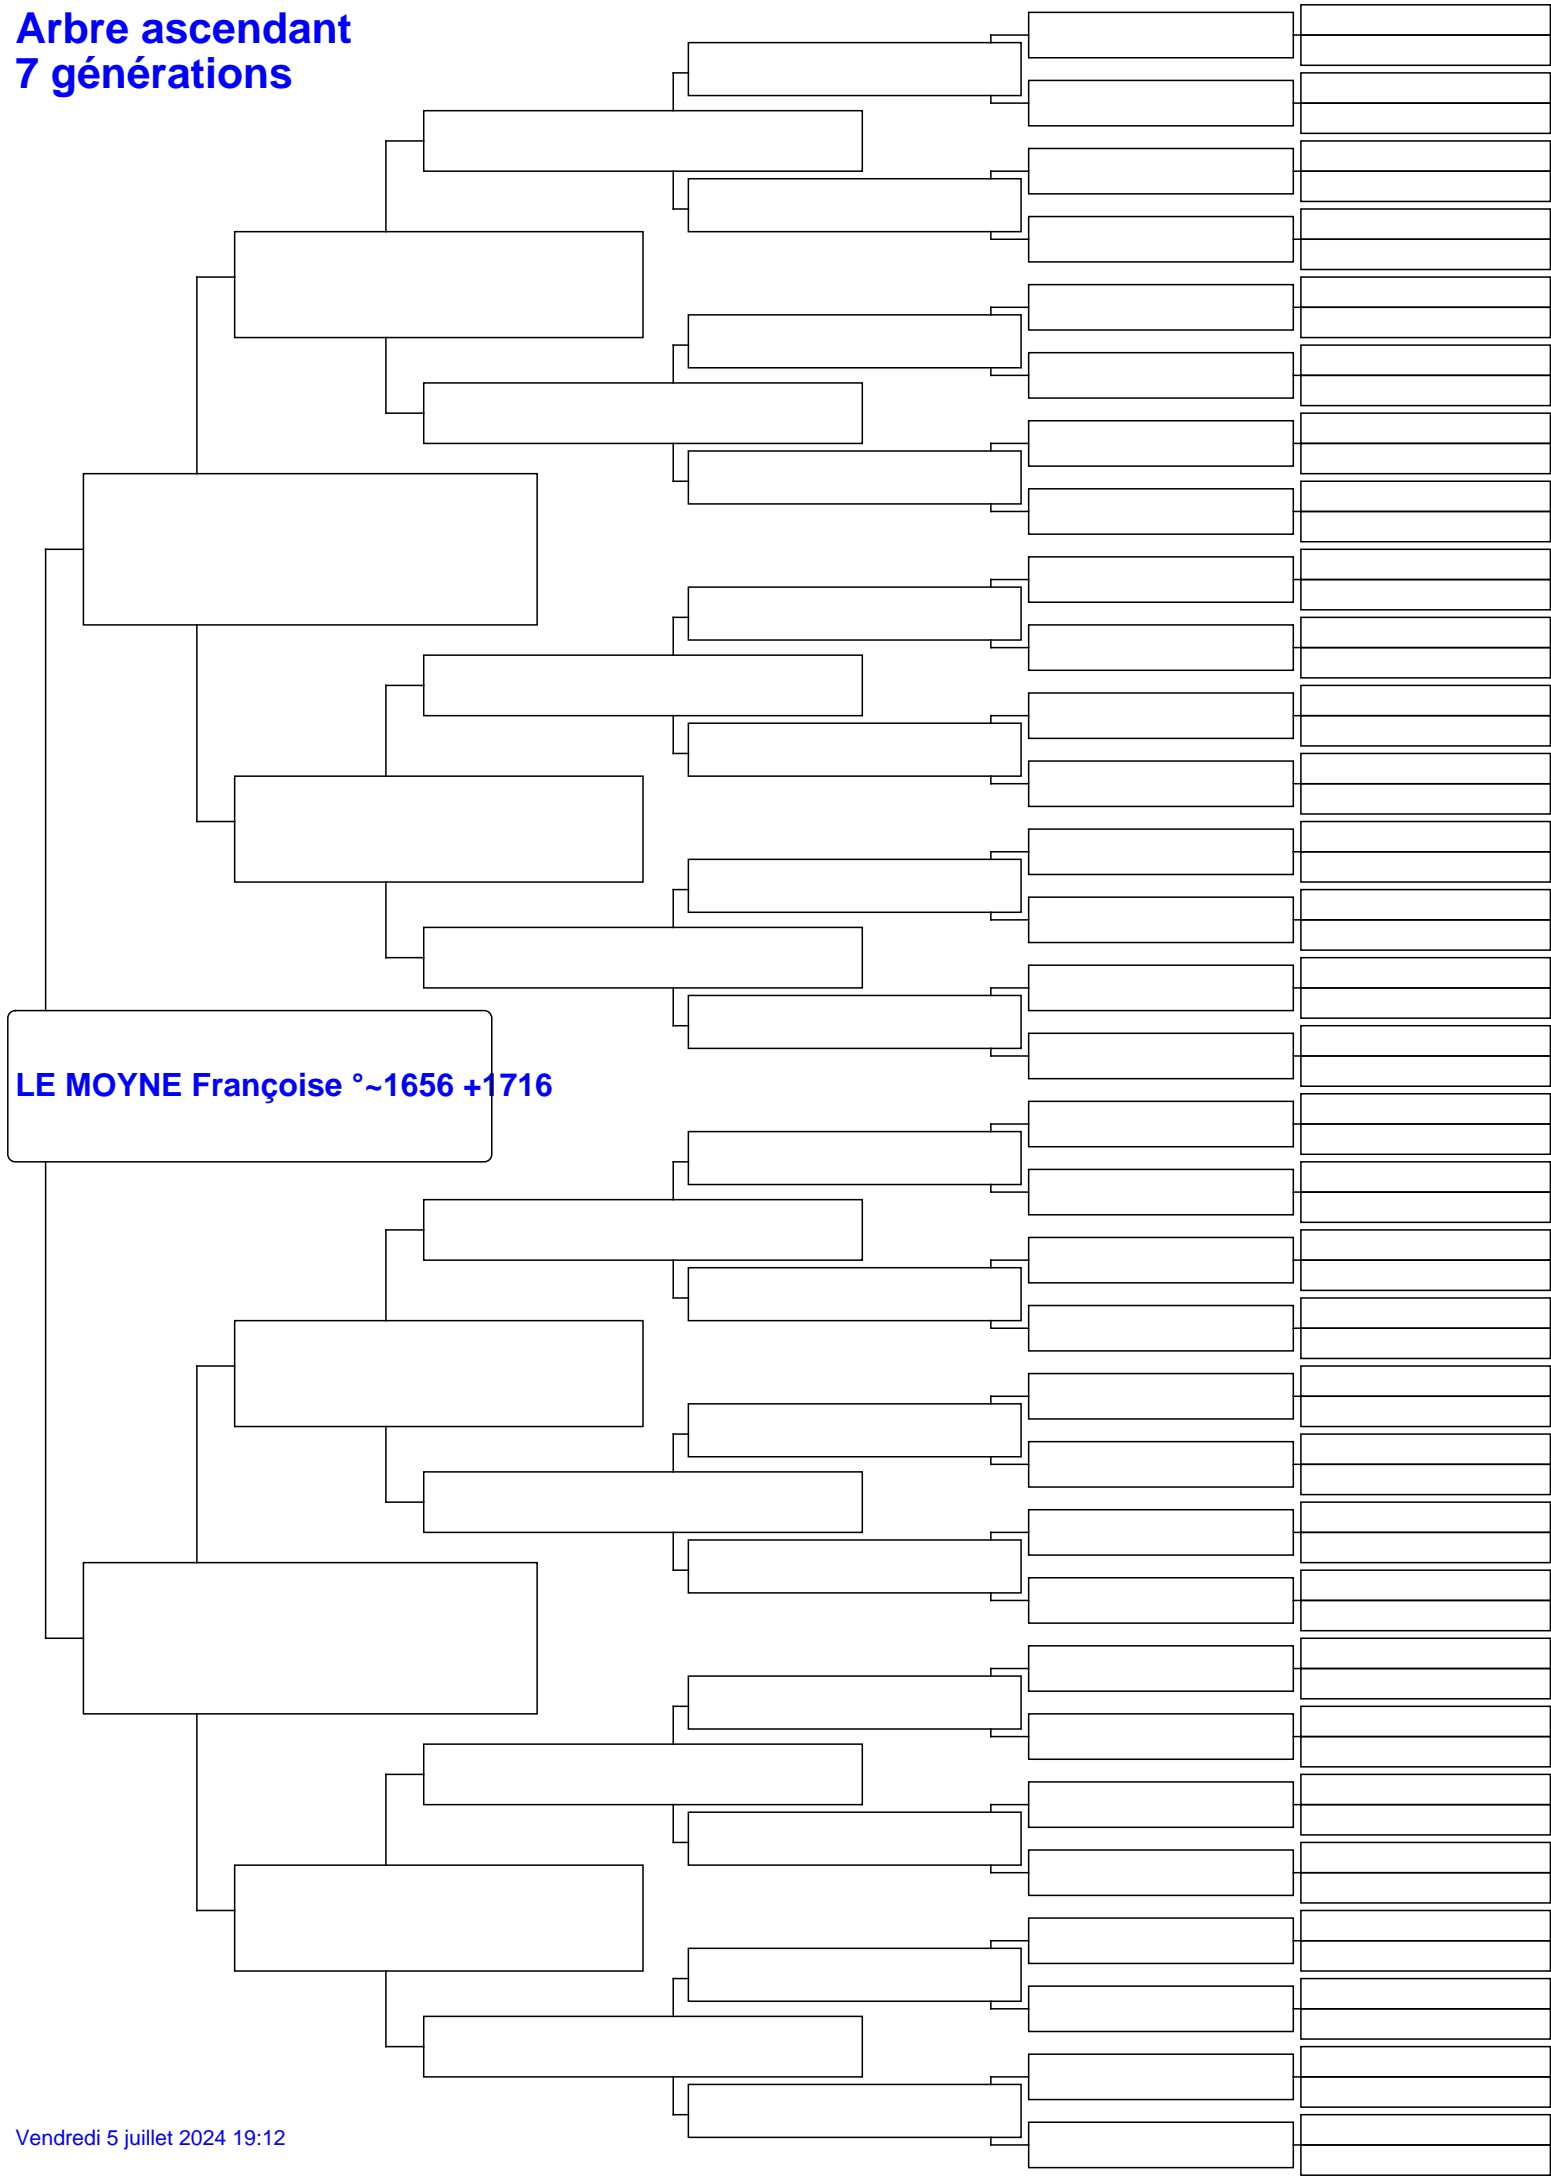 Arbre ascendant
7 générations
LE MOYNE Françoise °~1656 +1716
Vendredi 5 juillet 2024 19:12